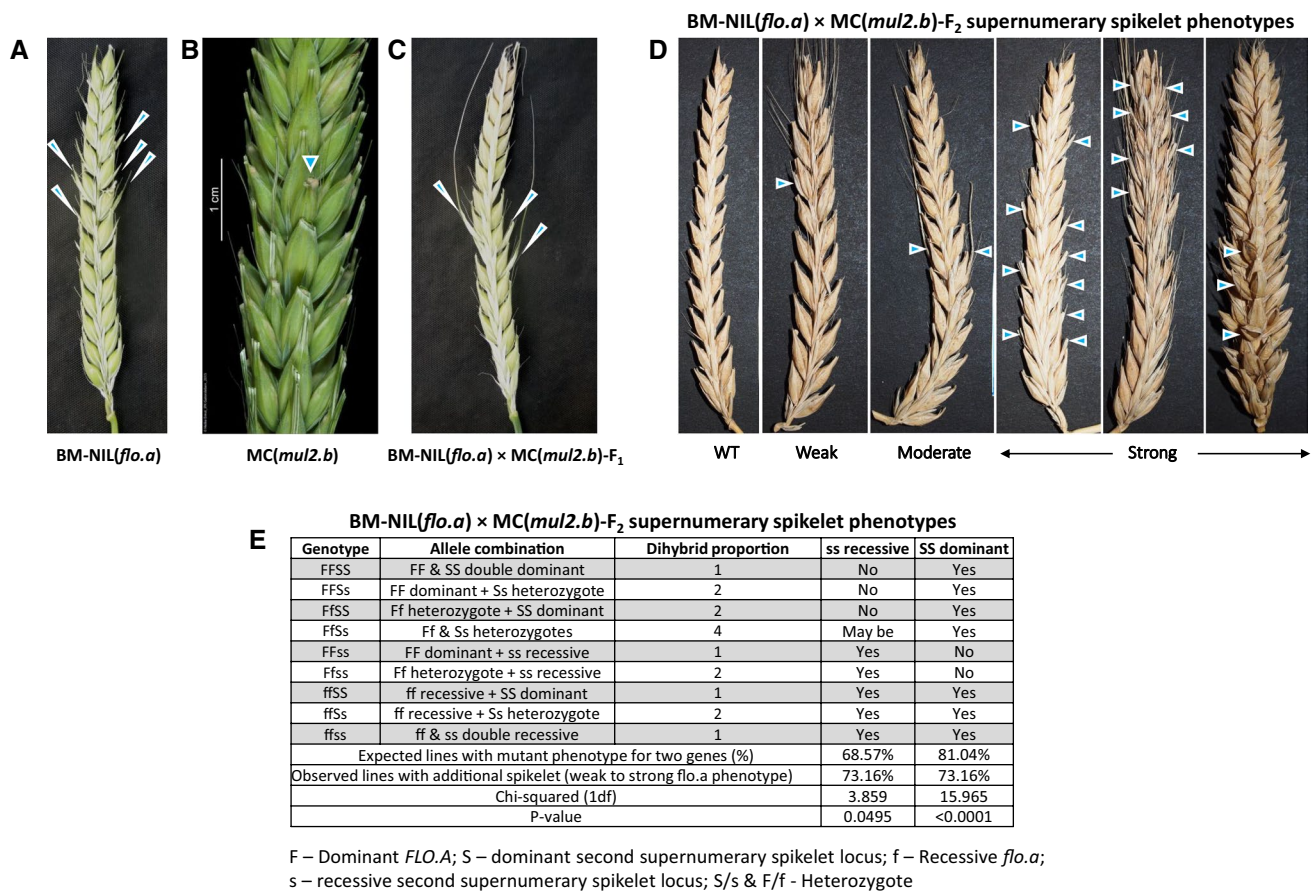 BM-NIL(flo.a) × MC(mul2.b)-F₂ supernumerary spikelet phenotypes
A
B
C
D
1 cm
BM-NIL(flo.a)
MC(mul2.b)
BM-NIL(flo.a) × MC(mul2.b)-F₁
WT
Weak
Moderate
Strong
BM-NIL(flo.a) × MC(mul2.b)-F₂ supernumerary spikelet phenotypes
E
Genotype Allele combination Dihybrid proportion ss recessive SS dominant
FFSS FF & SS double dominant 1 No Yes
FFSs FF dominant + Ss heterozygote 2 No Yes
FfSS Ff heterozygote + SS dominant 2 No Yes
FfSs Ff & Ss heterozygotes 4 May be Yes
FFss FF dominant + ss recessive 1 Yes No
Ffss Ff heterozygote + ss recessive 2 Yes No
ffSS ff recessive + SS dominant 1 Yes Yes
ffSs ff recessive + Ss heterozygote 2 Yes Yes
ffss ff & ss double recessive 1 Yes Yes
Expected lines with mutant phenotype for two genes (%) 68.57% 81.04%
Observed lines with additional spikelet (weak to strong flo.a phenotype) 73.16% 73.16%
Chi-squared (1df) 3.859 15.965
P-value 0.0495 <0.0001
F – Dominant FLO.A; S – dominant second supernumerary spikelet locus; f – Recessive flo.a;
s – recessive second supernumerary spikelet locus; S/s & F/f - Heterozygote